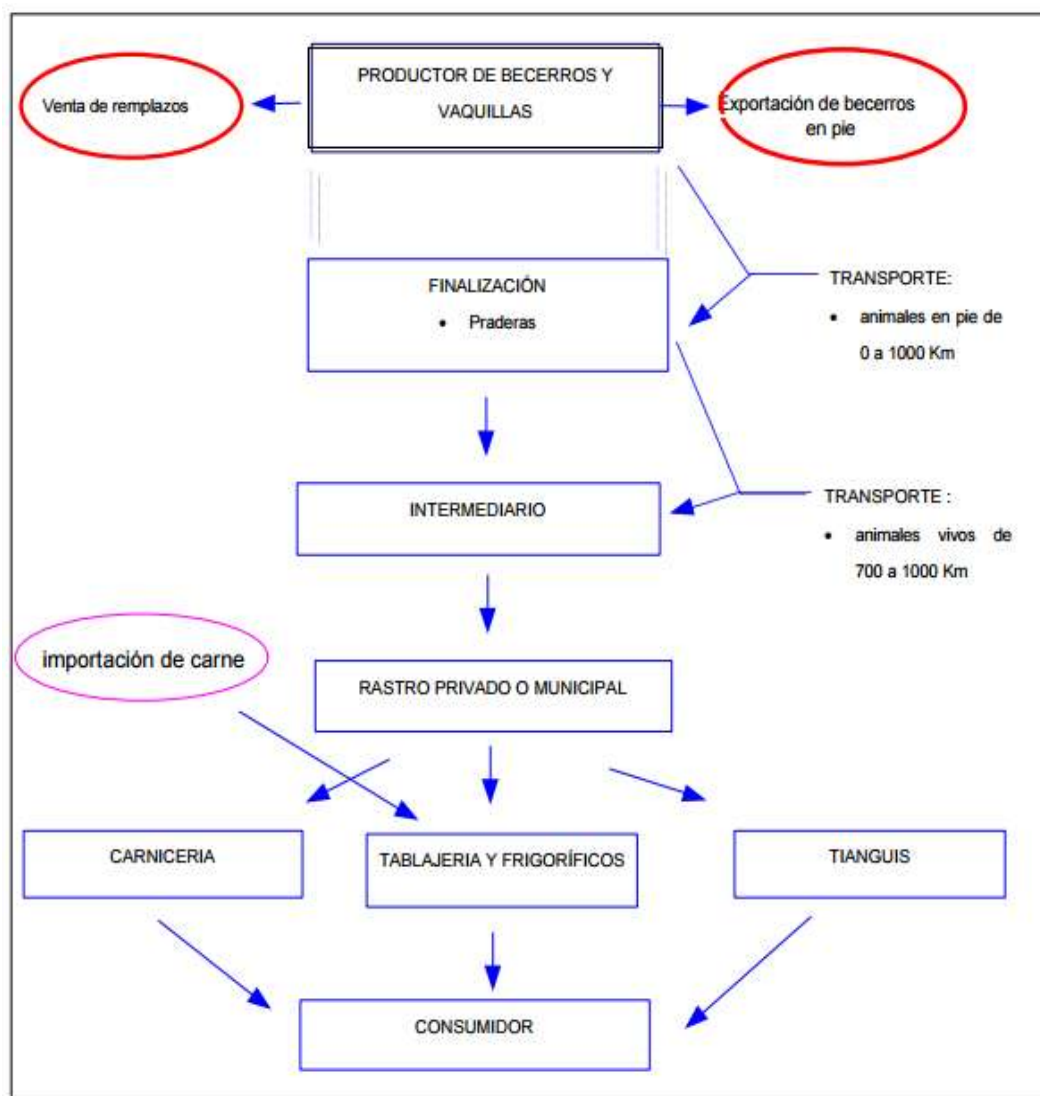 PRODUCTOR DE BECERROS Y
VAQUILLAS
Venta de remplazos
Exportación de becerros
en pie
FINALIZACIÓN
• Praderas
TRANSPORTE:
• animales en pie de
0 a 1000 Km
INTERMEDIARIO
TRANSPORTE :
• animales vivos de
700 a 1000 Km
importación de carne
RASTRO PRIVADO O MUNICIPAL
CARNICERIA
TABLAJERIA Y FRIGORÍFICOS
TIANGUIS
CONSUMIDOR